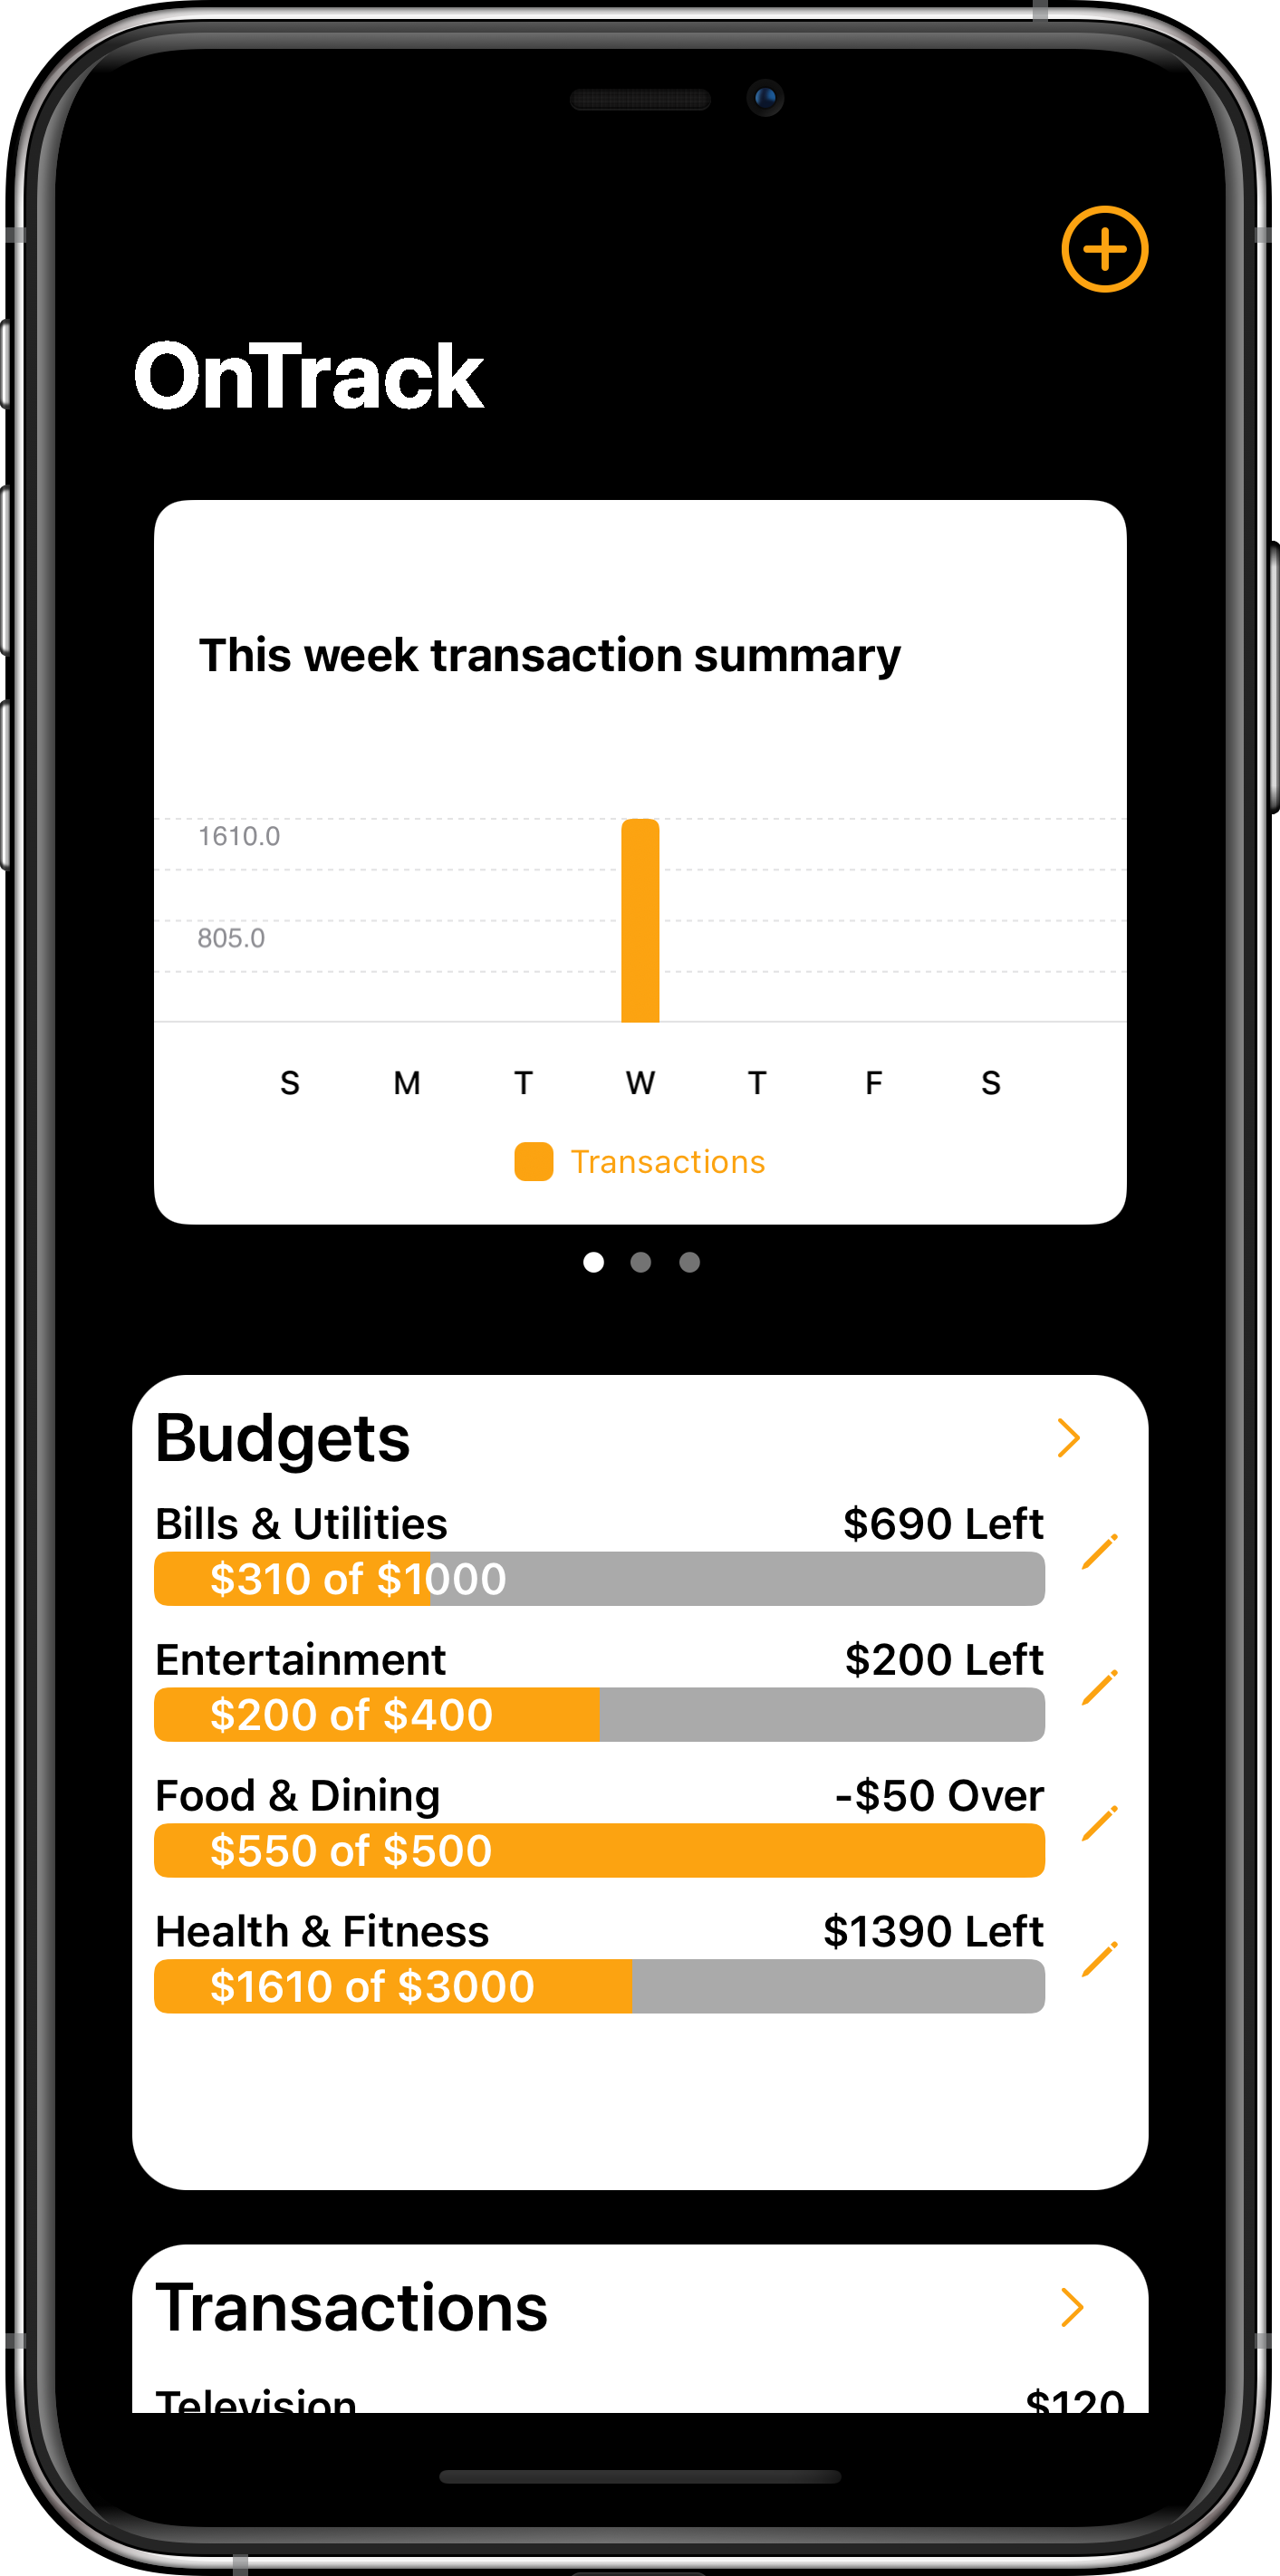 OnTrack
This week transaction summary
1610.0
805.0
S M T W T F S
Transactions
Budgets
Bills & Utilities $690 Left
$310 of $1000
Entertainment $200 Left
$200 of $400
Food & Dining -$50 Over
$550 of $500
Health & Fitness $1390 Left
$1610 of $3000
Transactions
Television $120